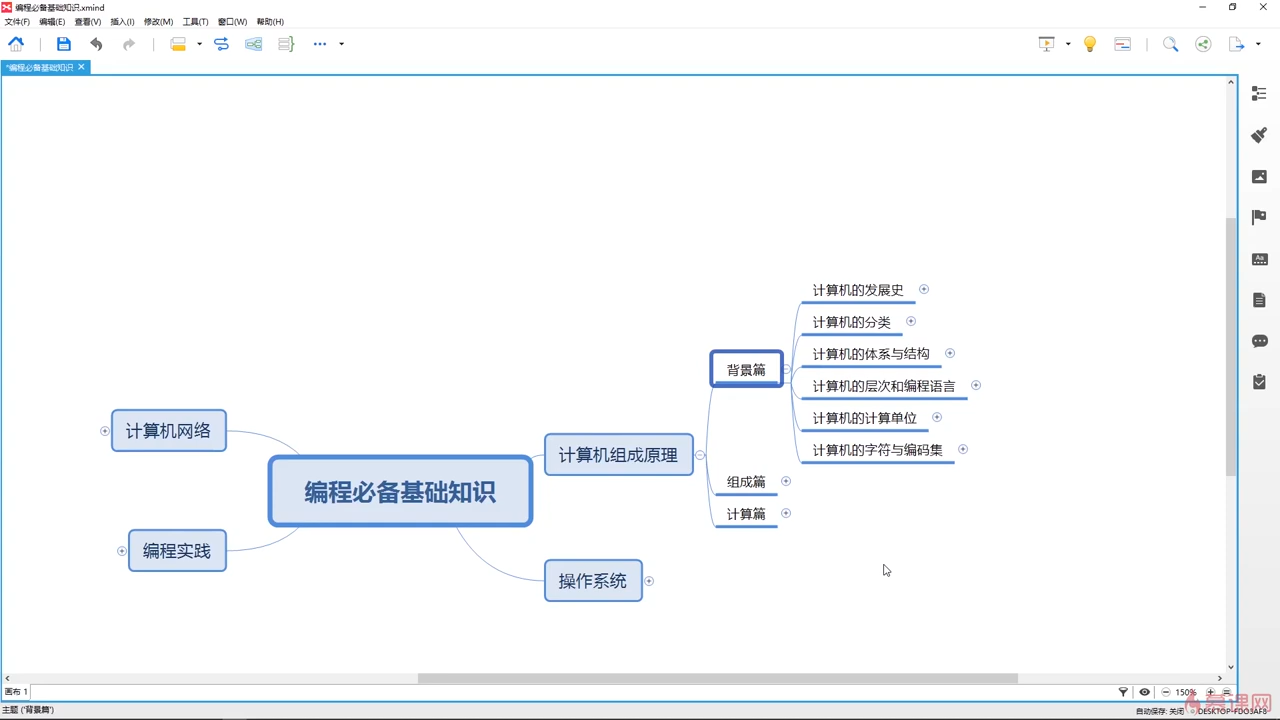 编程必备基础知识.xmind
文件(F) 编辑(E) 查看(V) 插入(I) 修改(M) 工具(T) 窗口(W) 帮助(H)
*编程必备基础知识
计算机的发展史
计算机的分类
计算机的体系与结构
背景篇
计算机的层次和编程语言
计算机的计算单位
计算机网络
计算机的字符与编码集
计算机组成原理
组成篇
编程必备基础知识
计算篇
编程实践
操作系统
画布 1
150%
主题 ('背景篇')
自动保存: 关闭
DESKTOP-FDO3AF8
慕课网